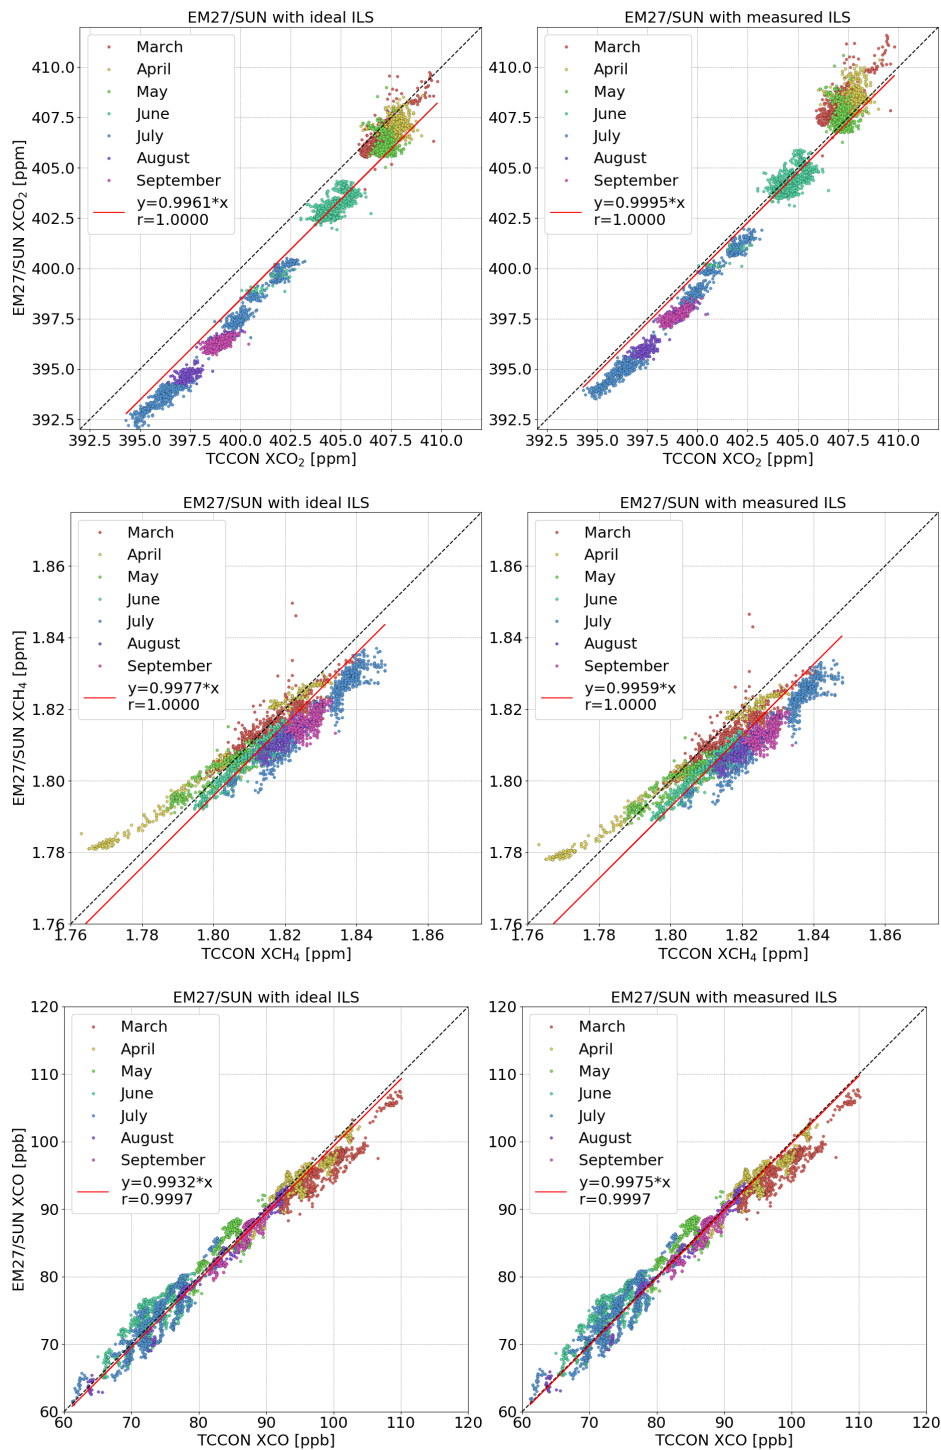 EM27/SUN with ideal ILS
EM27/SUN XCO₂ [ppm]
410.0
407.5
405.0
402.5
400.0
397.5
395.0
392.5
March
April
May
June
July
August
September
y=0.9961*x
r=1.0000
392.5 395.0 397.5 400.0 402.5 405.0 407.5 410.0
TCCON XCO₂ [ppm]
EM27/SUN with measured ILS
410.0
407.5
405.0
402.5
400.0
397.5
395.0
392.5
March
April
May
June
July
August
September
y=0.9995*x
r=1.0000
392.5 395.0 397.5 400.0 402.5 405.0 407.5 410.0
TCCON XCO₂ [ppm]
EM27/SUN with ideal ILS
EM27/SUN XCH₄ [ppm]
1.86
1.84
1.82
1.80
1.78
1.76
March
April
May
June
July
August
September
y=0.9977*x
r=1.0000
1.76 1.78 1.80 1.82 1.84 1.86
TCCON XCH₄ [ppm]
EM27/SUN with measured ILS
1.86
1.84
1.82
1.80
1.78
1.76
March
April
May
June
July
August
September
y=0.9959*x
r=1.0000
1.76 1.78 1.80 1.82 1.84 1.86
TCCON XCH₄ [ppm]
EM27/SUN with ideal ILS
EM27/SUN XCO [ppb]
120
110
100
90
80
70
60
March
April
May
June
July
August
September
y=0.9932*x
r=0.9997
60 70 80 90 100 110 120
TCCON XCO [ppb]
EM27/SUN with measured ILS
120
110
100
90
80
70
60
March
April
May
June
July
August
September
y=0.9975*x
r=0.9997
60 70 80 90 100 110 120
TCCON XCO [ppb]